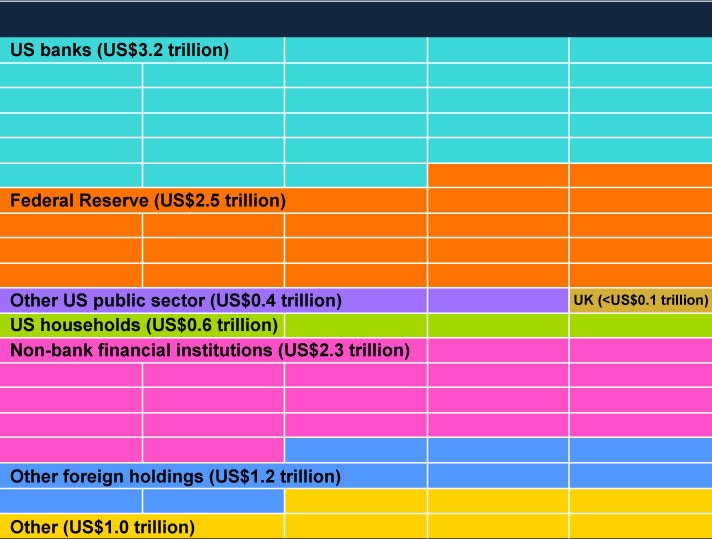 US banks (US$3.2 trillion)
Federal Reserve (US$2.5 trillion)
Other US public sector (US$0.4 trillion)
UK (<US$0.1 trillion)
US households (US$0.6 trillion)
Non-bank financial institutions (US$2.3 trillion)
Other foreign holdings (US$1.2 trillion)
Other (US$1.0 trillion)